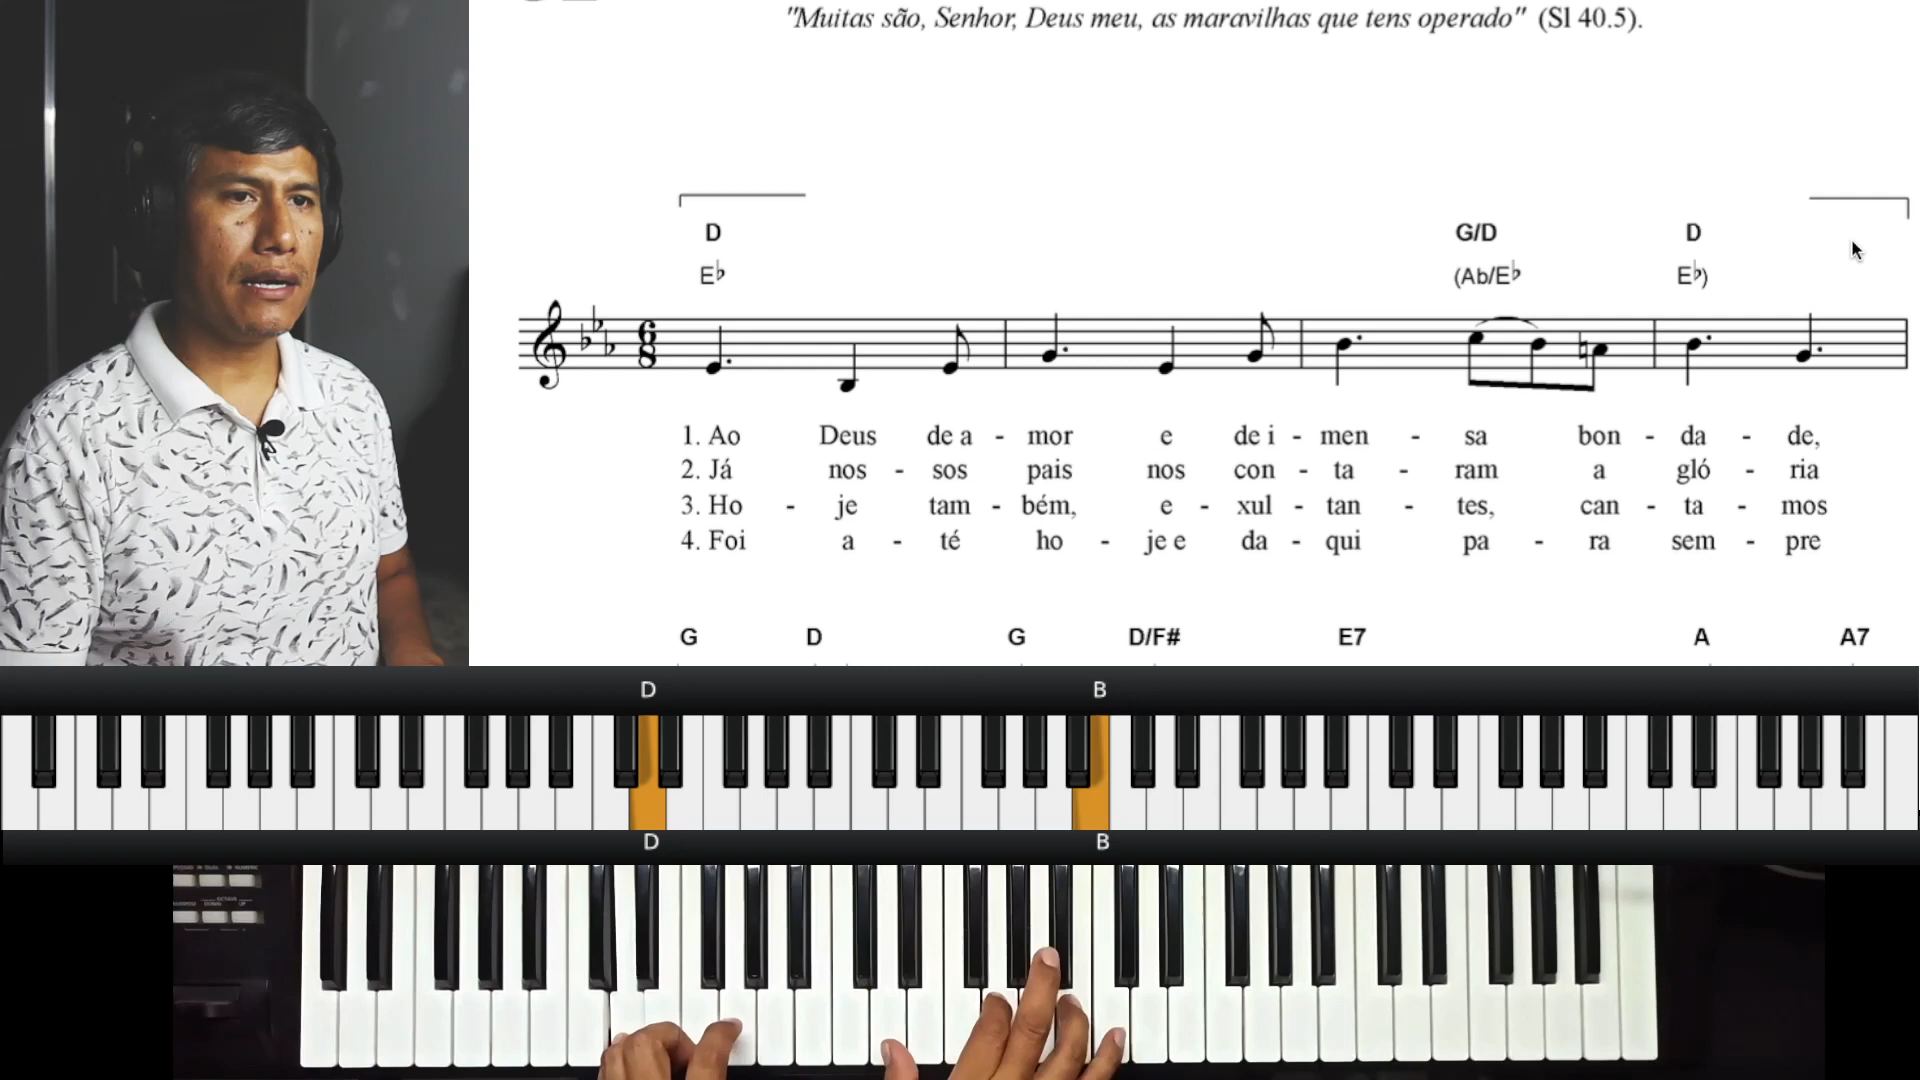 "Muitas são, Senhor, Deus meu, as maravilhas que tens operado" (Sl 40.5).
D G/D D
E♭ (Ab/E♭ E♭)
6
8
1. Ao Deus de a - mor e de i - men - sa bon - da - de,
2. Já nos - sos pais nos con - ta - ram a gló - ria
3. Ho - je tam - bém, e - xul - tan - tes, can - ta - mos
4. Foi a - té ho - je e da - qui pa - ra sem - pre
G D G D/F# E7 A A7
D B
D B